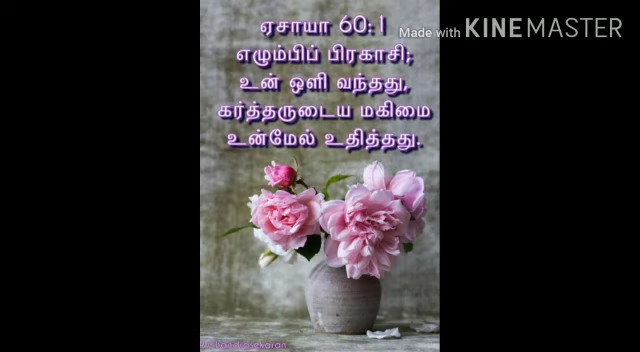 ஏசாயா 60:1
Made with KINEMASTER
எழும்பிப் பிரகாசி;
உன் ஒளி வந்தது,
கர்த்தருடைய மகிமை
உன்மேல் உதித்தது.